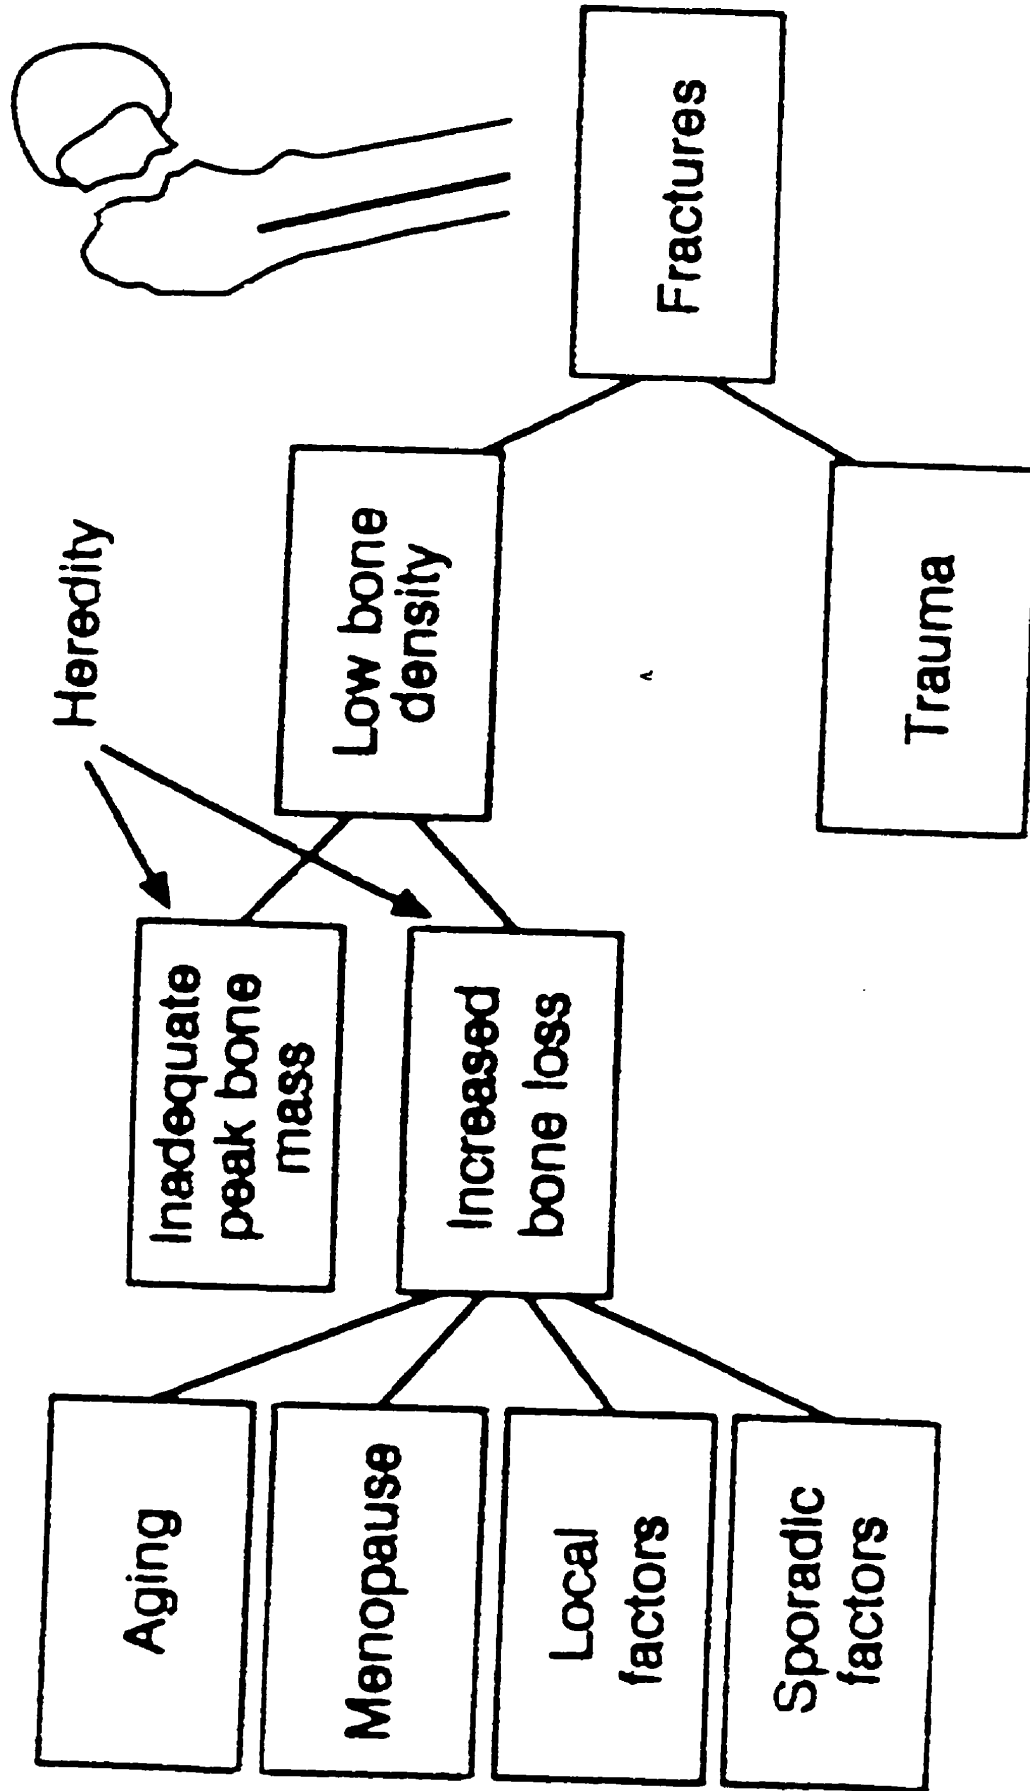 Heredity
Aging
Menopause
Local
factors
Sporadic
factors
Inadequate
peak bone
mass
Increased
bone loss
Low bone
density
Trauma
Fractures